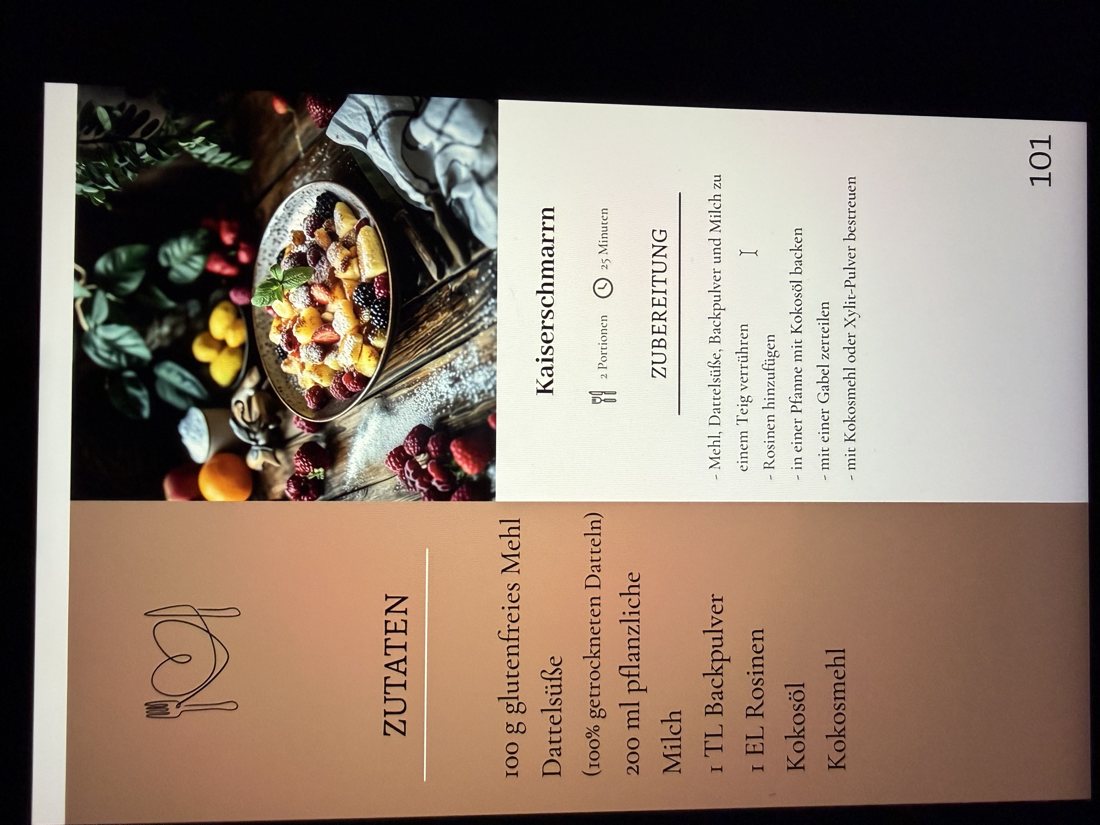 ZUTATEN
100 g glutenfreies Mehl
Dattelsüße
(100% getrockneten Datteln)
200 ml pflanzliche
Milch
1 TL Backpulver
1 EL Rosinen
Kokosöl
Kokosmehl
Kaiserschmarrn
2 Portionen 25 Minuten
ZUBEREITUNG
- Mehl, Dattelsüße, Backpulver und Milch zu
einem Teig verrühren
- Rosinen hinzufügen
- in einer Pfanne mit Kokosöl backen
- mit einer Gabel zerteilen
- mit Kokosmehl oder Xylit-Pulver bestreuen
101